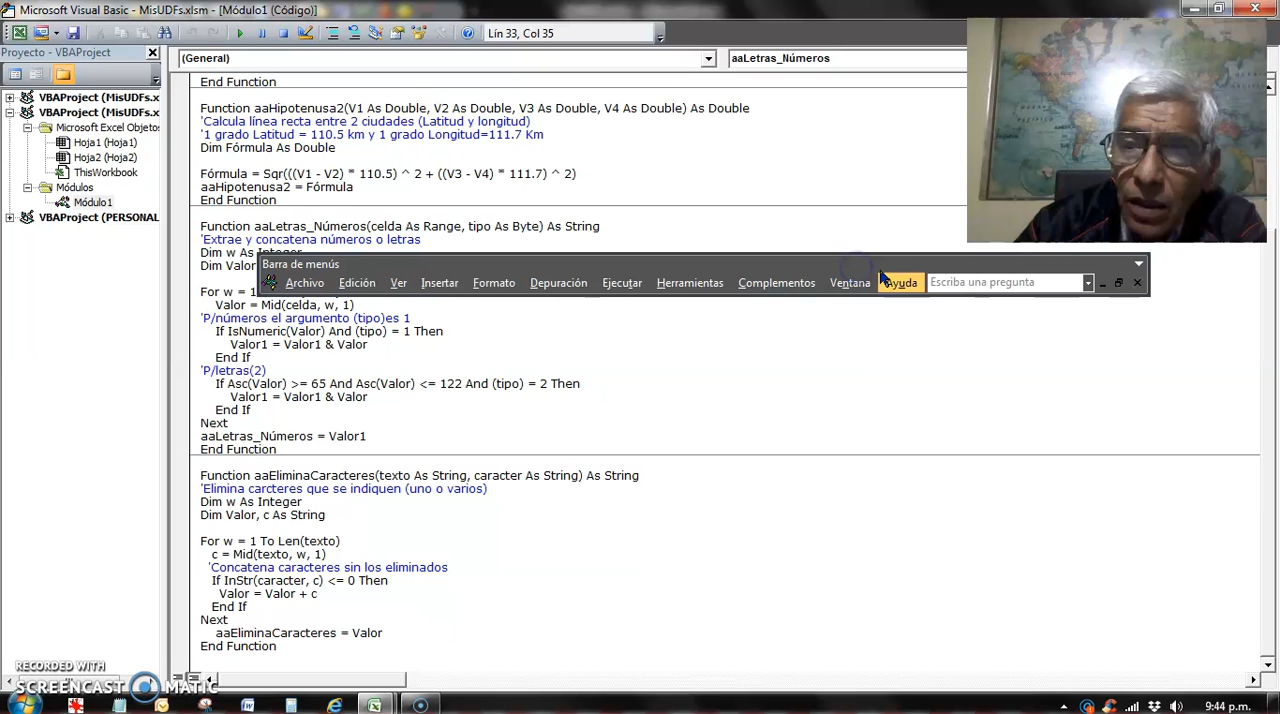 Microsoft Visual Basic - MisUDFs.xlsm - [Módulo1 (Código)]
Lín 33, Col 35
Proyecto - VBAProject
(General)
aaLetras_Números
VBAProject (MisUDFs.x
VBAProject (MisUDFs.x
Microsoft Excel Objetos
Hoja1 (Hoja1)
Hoja2 (Hoja2)
ThisWorkbook
Módulos
Módulo1
VBAProject (PERSONAL
End Function
Function aaHipotenusa2(V1 As Double, V2 As Double, V3 As Double, V4 As Double) As Double
'Calcula línea recta entre 2 ciudades (Latitud y longitud)
'1 grado Latitud = 110.5 km y 1 grado Longitud=111.7 Km
Dim Fórmula As Double
Fórmula = Sqr(((V1 - V2) * 110.5) ^ 2 + ((V3 - V4) * 111.7) ^ 2)
aaHipotenusa2 = Fórmula
End Function
Function aaLetras_Números(celda As Range, tipo As Byte) As String
'Extrae y concatena números o letras
Dim w As Integer
Dim Valor
Barra de menús
Archivo Edición Ver Insertar Formato Depuración Ejecutar Herramientas Complementos Ventana Ayuda Escriba una pregunta
For w = 1
Valor = Mid(celda, w, 1)
'P/números el argumento (tipo)es 1
If IsNumeric(Valor) And (tipo) = 1 Then
Valor1 = Valor1 & Valor
End If
'P/letras(2)
If Asc(Valor) >= 65 And Asc(Valor) <= 122 And (tipo) = 2 Then
Valor1 = Valor1 & Valor
End If
Next
aaLetras_Números = Valor1
End Function
Function aaEliminaCaracteres(texto As String, caracter As String) As String
'Elimina carcteres que se indiquen (uno o varios)
Dim w As Integer
Dim Valor, c As String
For w = 1 To Len(texto)
c = Mid(texto, w, 1)
'Concatena caracteres sin los eliminados
If InStr(caracter, c) <= 0 Then
Valor = Valor + c
End If
Next
aaEliminaCaracteres = Valor
End Function
RECORDED WITH
SCREENCAST MATIC
9:44 p.m.